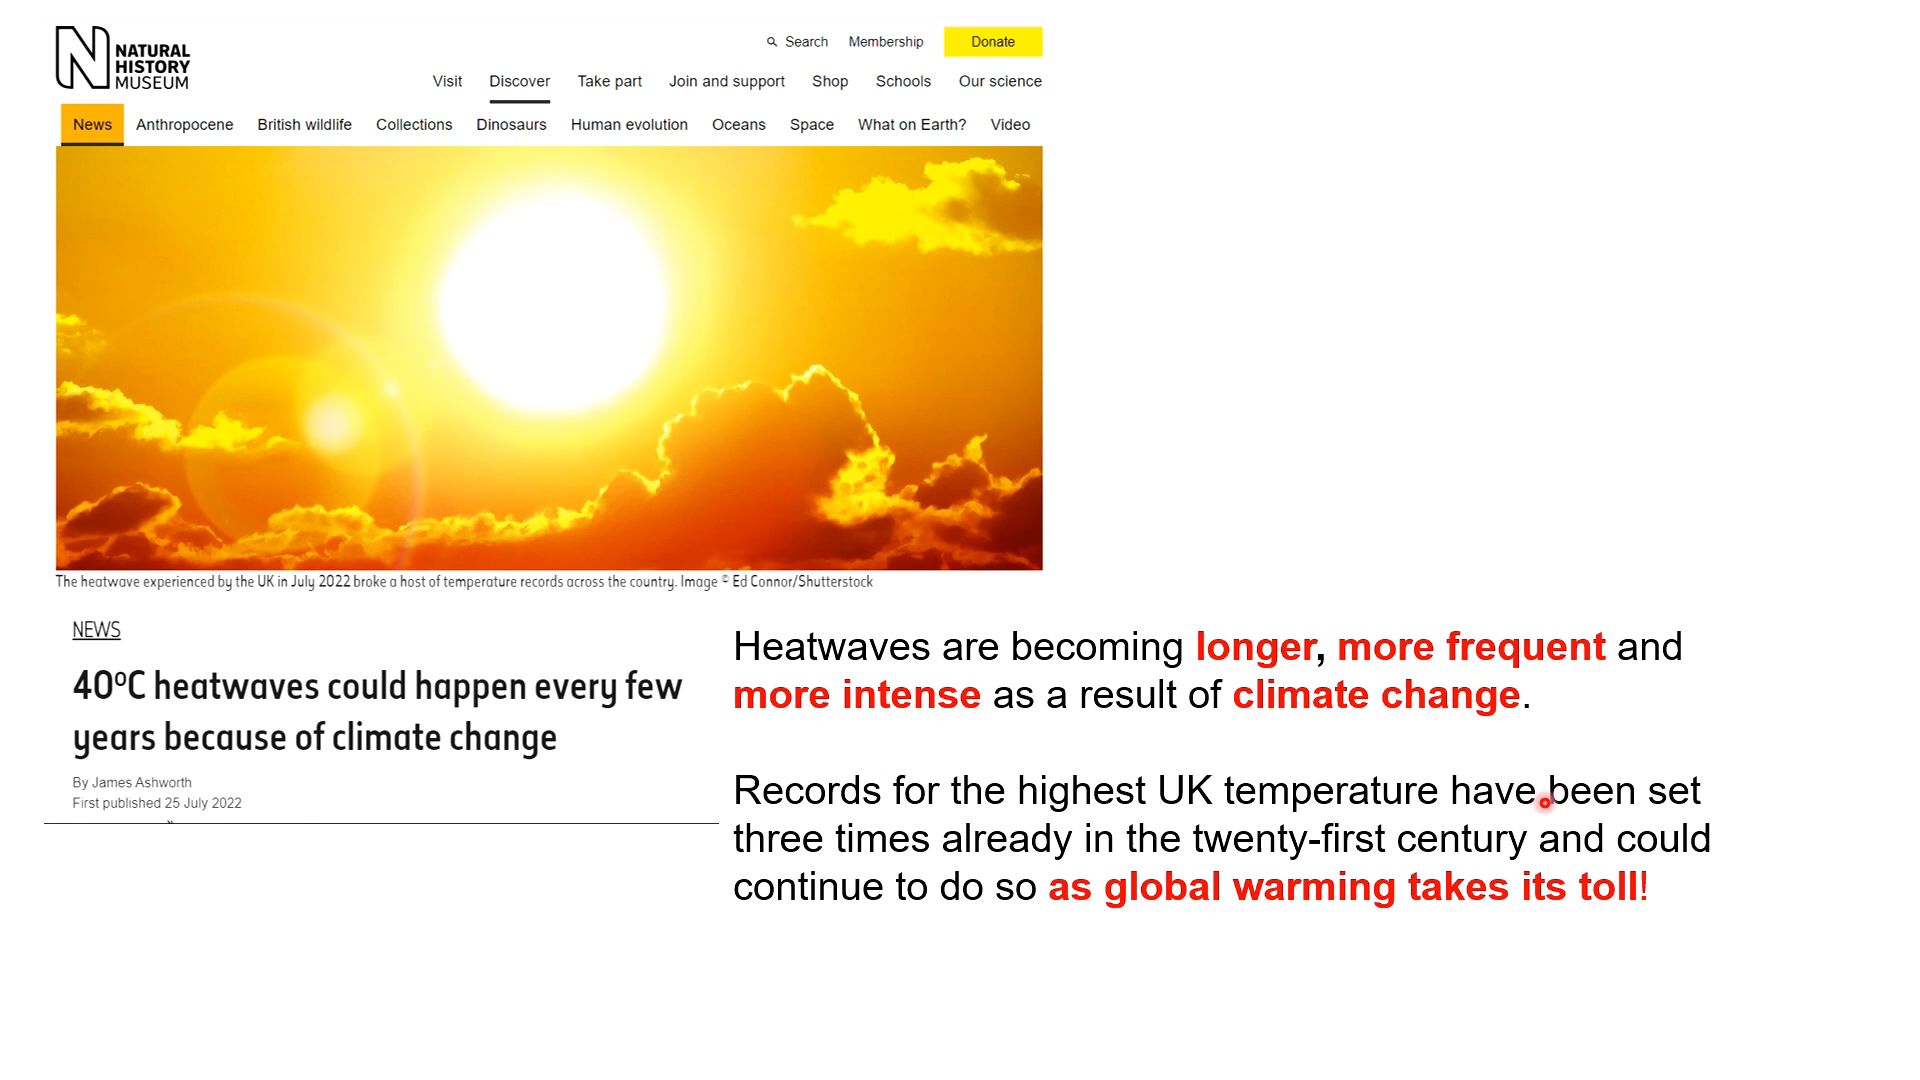 NATURAL
HISTORY
MUSEUM
Search Membership Donate
Visit Discover Take part Join and support Shop Schools Our science
News Anthropocene British wildlife Collections Dinosaurs Human evolution Oceans Space What on Earth? Video
The heatwave experienced by the UK in July 2022 broke a host of temperature records across the country. Image © Ed Connor/Shutterstock
NEWS
40ºC heatwaves could happen every few
years because of climate change
By James Ashworth
First published 25 July 2022
Heatwaves are becoming longer, more frequent and
more intense as a result of climate change.
Records for the highest UK temperature have been set
three times already in the twenty-first century and could
continue to do so as global warming takes its toll!